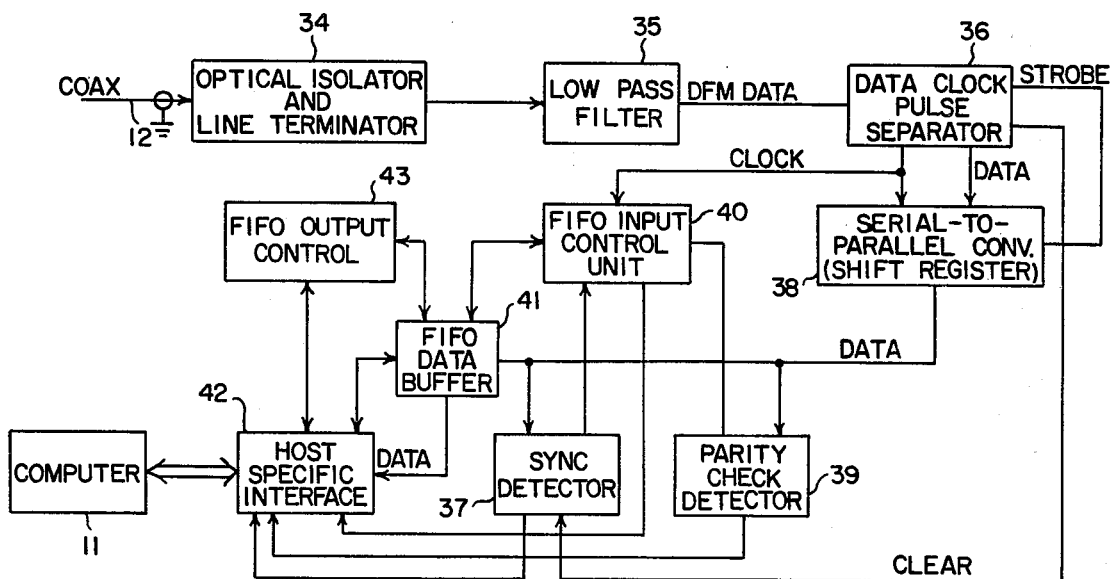 34
OPTICAL ISOLATOR
AND
LINE TERMINATOR
COAX
12
35
LOW PASS
FILTER
DFM DATA
36
DATA CLOCK
PULSE
SEPARATOR
STROBE
CLOCK
DATA
43
FIFO OUTPUT
CONTROL
40
FIFO INPUT
CONTROL
UNIT
SERIAL-TO-
PARALLEL CONV.
(SHIFT REGISTER)
38
41
FIFO
DATA
BUFFER
DATA
42
HOST
SPECIFIC
INTERFACE
DATA
COMPUTER
11
SYNC
DETECTOR
37
PARITY
CHECK
DETECTOR
39
CLEAR